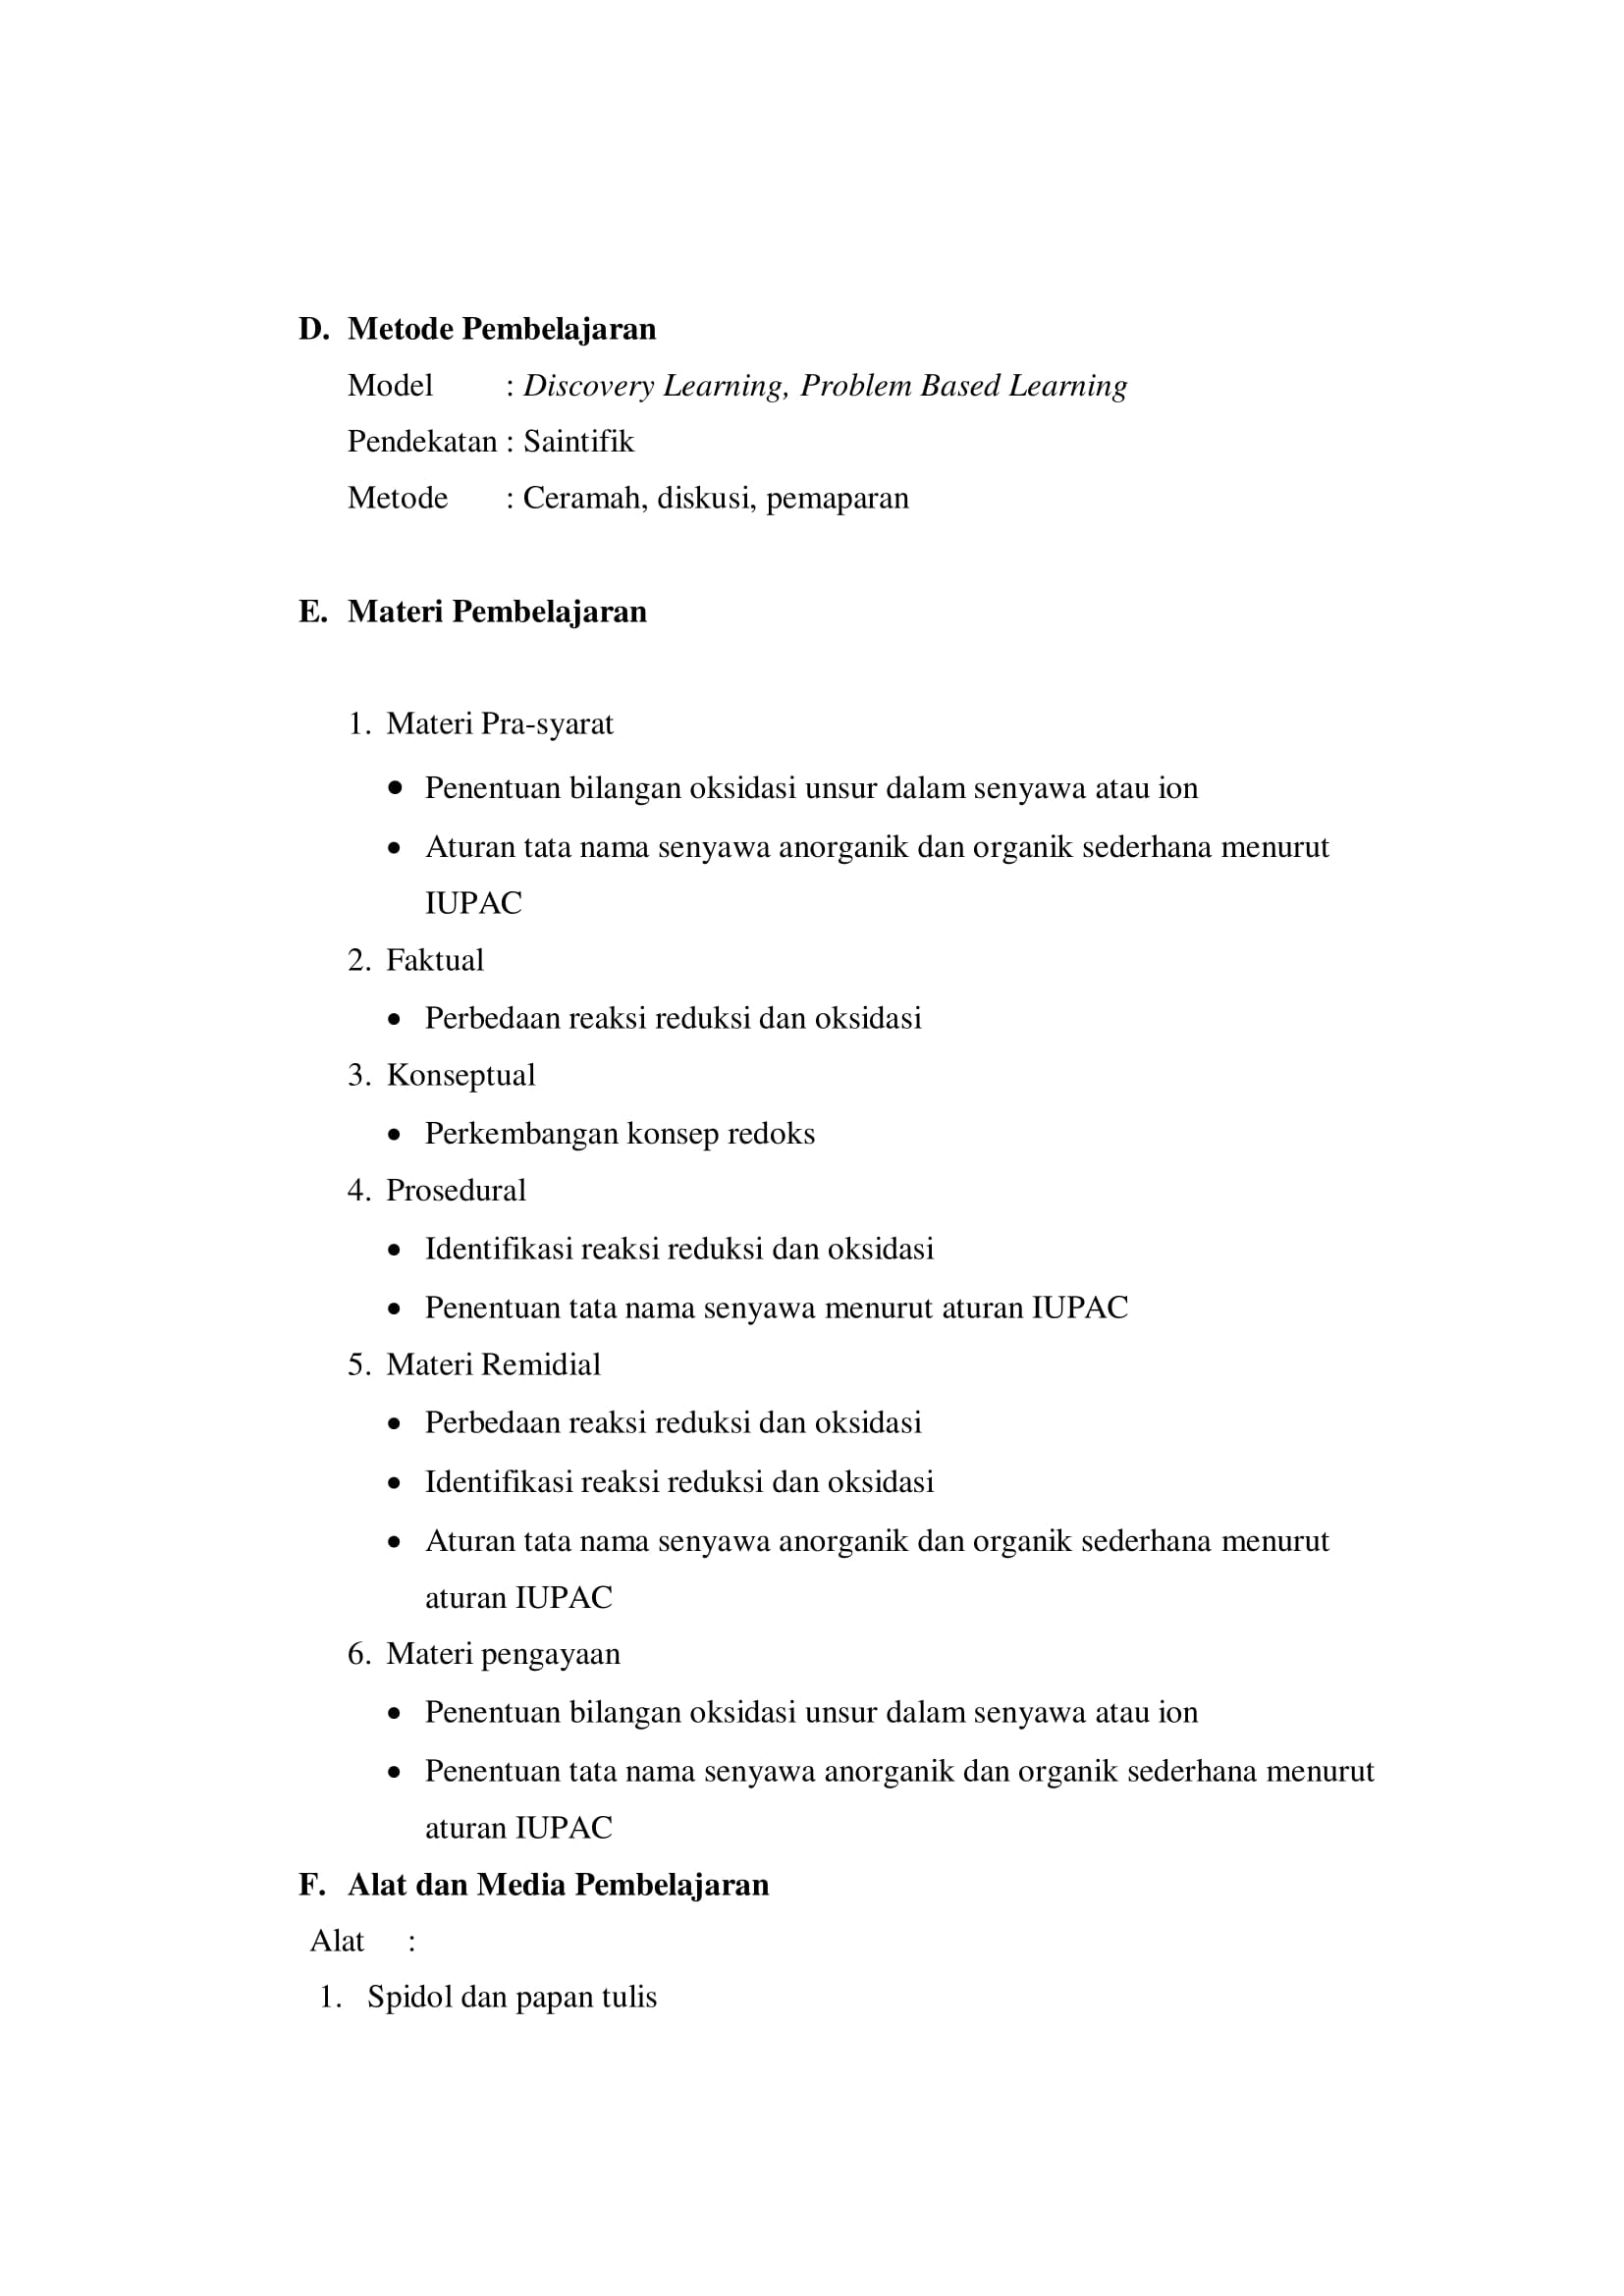 D. Metode Pembelajaran
Model : Discovery Learning, Problem Based Learning
Pendekatan : Saintifik
Metode : Ceramah, diskusi, pemaparan
E. Materi Pembelajaran
1. Materi Pra-syarat
• Penentuan bilangan oksidasi unsur dalam senyawa atau ion
• Aturan tata nama senyawa anorganik dan organik sederhana menurut
IUPAC
2. Faktual
• Perbedaan reaksi reduksi dan oksidasi
3. Konseptual
• Perkembangan konsep redoks
4. Prosedural
• Identifikasi reaksi reduksi dan oksidasi
• Penentuan tata nama senyawa menurut aturan IUPAC
5. Materi Remidial
• Perbedaan reaksi reduksi dan oksidasi
• Identifikasi reaksi reduksi dan oksidasi
• Aturan tata nama senyawa anorganik dan organik sederhana menurut
aturan IUPAC
6. Materi pengayaan
• Penentuan bilangan oksidasi unsur dalam senyawa atau ion
• Penentuan tata nama senyawa anorganik dan organik sederhana menurut
aturan IUPAC
F. Alat dan Media Pembelajaran
Alat :
1. Spidol dan papan tulis